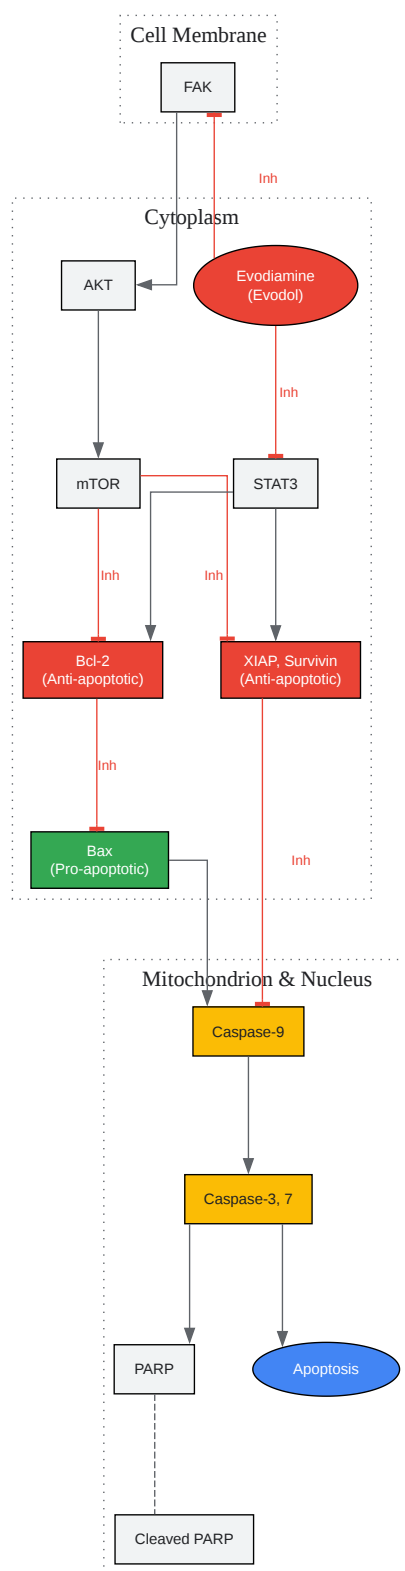 Cell Membrane
FAK
Inh
Cytoplasm
AKT
Evodiamine
(Evodol)
Inh
mTOR
STAT3
Inh
Inh
Bcl-2
(Anti-apoptotic)
XIAP, Survivin
(Anti-apoptotic)
Inh
Bax
(Pro-apoptotic)
Inh
Mitochondrion & Nucleus
Caspase-9
Caspase-3, 7
PARP
Apoptosis
Cleaved PARP